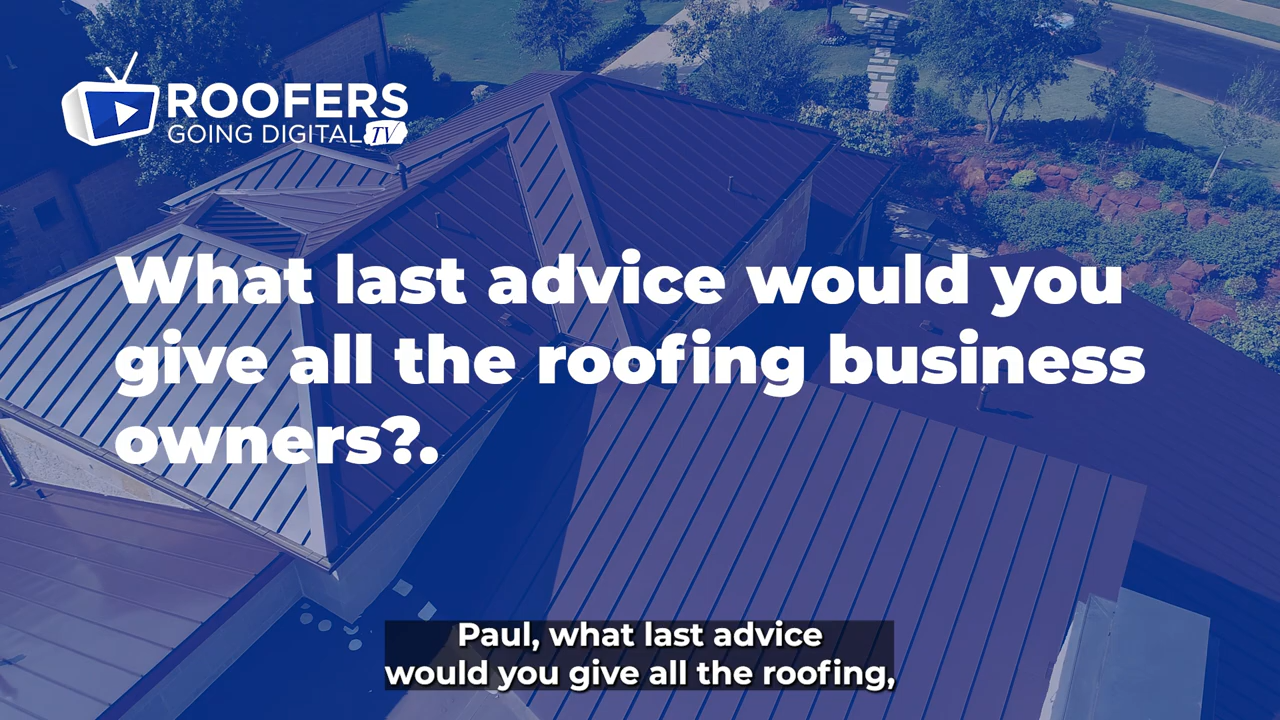 ROOFERS
GOING DIGITAL TV
What last advice would you
give all the roofing business
owners?.
Paul, what last advice
would you give all the roofing,